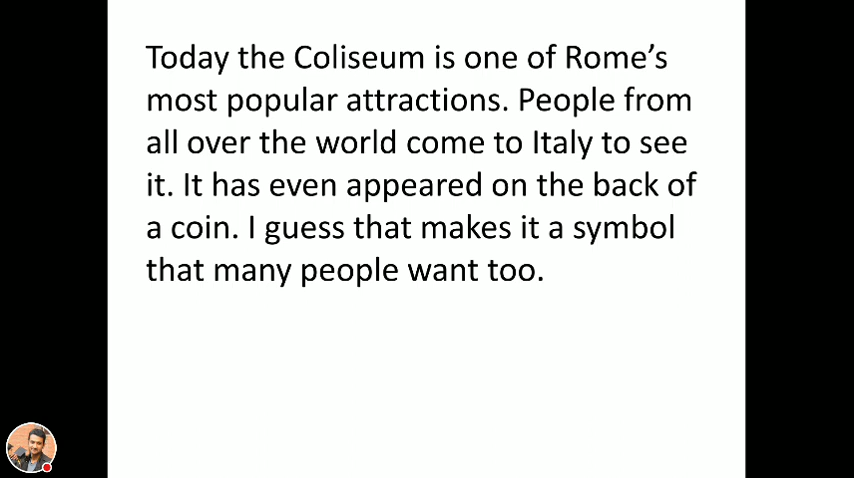 Today the Coliseum is one of Rome’s
most popular attractions. People from
all over the world come to Italy to see
it. It has even appeared on the back of
a coin. I guess that makes it a symbol
that many people want too.